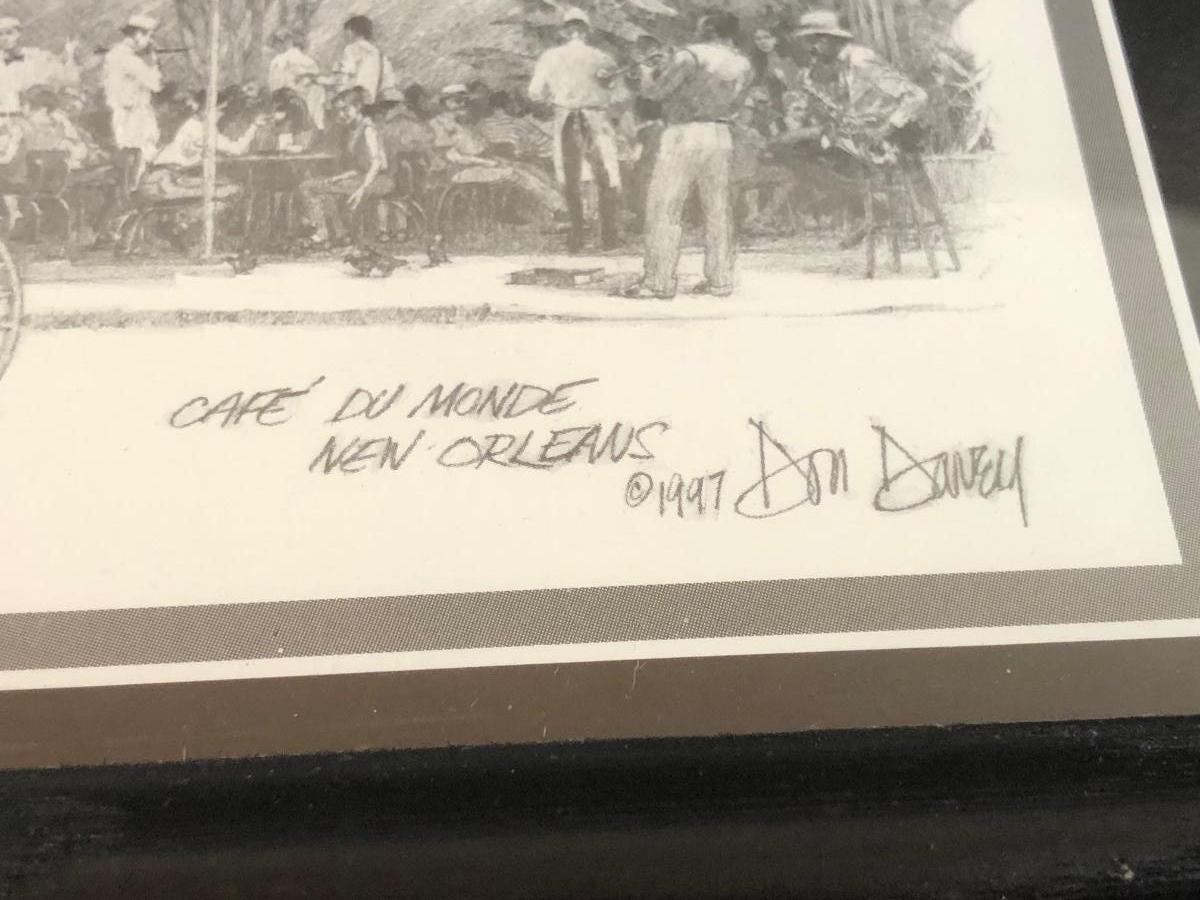 CAFÉ DU MONDE
NEW ORLEANS
©1997 Don Davey